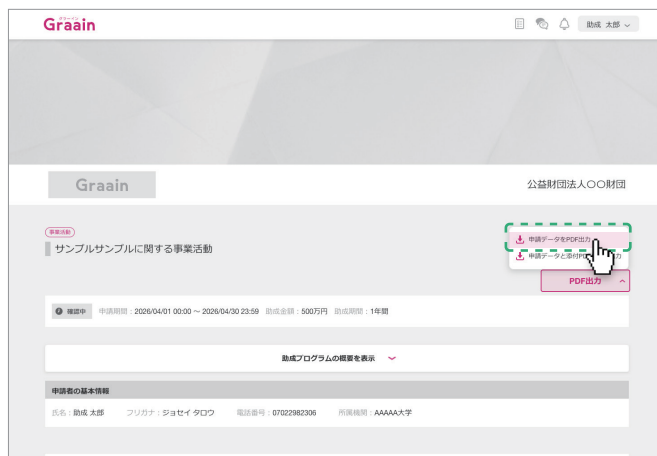 グラーイン
Graain
助成 太郎
Graain
公益財団法人〇〇財団
事業活動
サンプルサンプルに関する事業活動
申請データをPDF出力
申請データと添付PD 力
PDF出力
確認中 申請期間：2026/04/01 00:00 ～ 2026/04/30 23:59 助成金額：500万円 助成期間：1年間
助成プログラムの概要を表示
申請者の基本情報
氏名：助成 太郎 フリガナ：ジョセイ タロウ 電話番号：07022982306 所属機関：AAAAA大学